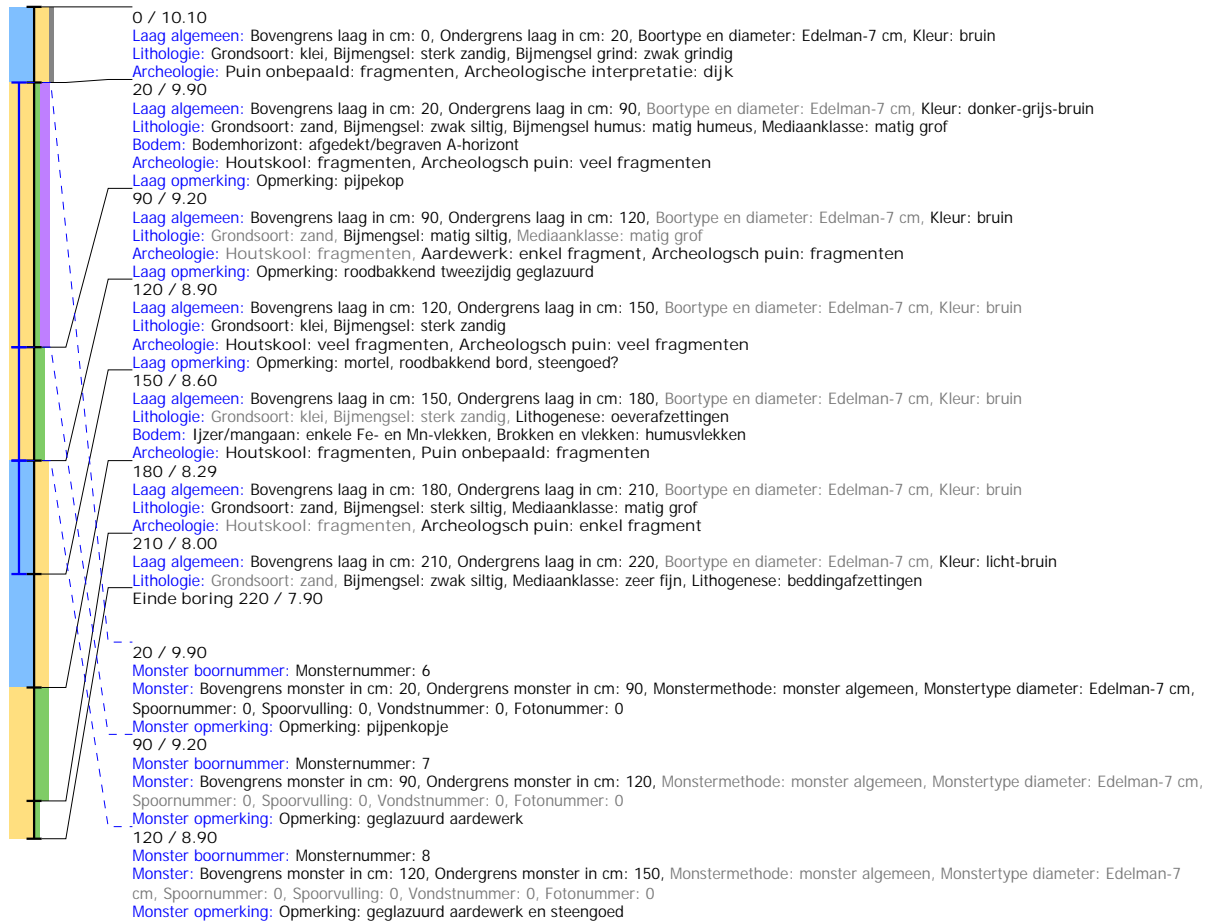 0 / 10.10
Laag algemeen: Bovengrens laag in cm: 0, Ondergrens laag in cm: 20, Boortype en diameter: Edelman-7 cm, Kleur: bruin
Lithologie: Grondsoort: klei, Bijmengsel: sterk zandig, Bijmengsel grind: zwak grindig
Archeologie: Puin onbepaald: fragmenten, Archeologische interpretatie: dijk
20 / 9.90
Laag algemeen: Bovengrens laag in cm: 20, Ondergrens laag in cm: 90, Boortype en diameter: Edelman-7 cm, Kleur: donker-grijs-bruin
Lithologie: Grondsoort: zand, Bijmengsel: zwak siltig, Bijmengsel humus: matig humeus, Mediaanklasse: matig grof
Bodem: Bodemhorizont: afgedekt/begraven A-horizont
Archeologie: Houtskool: fragmenten, Archeologsch puin: veel fragmenten
Laag opmerking: Opmerking: pijpekop
90 / 9.20
Laag algemeen: Bovengrens laag in cm: 90, Ondergrens laag in cm: 120, Boortype en diameter: Edelman-7 cm, Kleur: bruin
Lithologie: Grondsoort: zand, Bijmengsel: matig siltig, Mediaanklasse: matig grof
Archeologie: Houtskool: fragmenten, Aardewerk: enkel fragment, Archeologsch puin: fragmenten
Laag opmerking: Opmerking: roodbakkend tweezijdig geglazuurd
120 / 8.90
Laag algemeen: Bovengrens laag in cm: 120, Ondergrens laag in cm: 150, Boortype en diameter: Edelman-7 cm, Kleur: bruin
Lithologie: Grondsoort: klei, Bijmengsel: sterk zandig
Archeologie: Houtskool: veel fragmenten, Archeologsch puin: veel fragmenten
Laag opmerking: Opmerking: mortel, roodbakkend bord, steengoed?
150 / 8.60
Laag algemeen: Bovengrens laag in cm: 150, Ondergrens laag in cm: 180, Boortype en diameter: Edelman-7 cm, Kleur: bruin
Lithologie: Grondsoort: klei, Bijmengsel: sterk zandig, Lithogenese: oeverafzettingen
Bodem: Ijzer/mangaan: enkele Fe- en Mn-vlekken, Brokken en vlekken: humusvlekken
Archeologie: Houtskool: fragmenten, Puin onbepaald: fragmenten
180 / 8.29
Laag algemeen: Bovengrens laag in cm: 180, Ondergrens laag in cm: 210, Boortype en diameter: Edelman-7 cm, Kleur: bruin
Lithologie: Grondsoort: zand, Bijmengsel: sterk siltig, Mediaanklasse: matig grof
Archeologie: Houtskool: fragmenten, Archeologsch puin: enkel fragment
210 / 8.00
Laag algemeen: Bovengrens laag in cm: 210, Ondergrens laag in cm: 220, Boortype en diameter: Edelman-7 cm, Kleur: licht-bruin
Lithologie: Grondsoort: zand, Bijmengsel: zwak siltig, Mediaanklasse: zeer fijn, Lithogenese: beddingafzettingen
Einde boring 220 / 7.90
20 / 9.90
Monster boornummer: Monsternummer: 6
Monster: Bovengrens monster in cm: 20, Ondergrens monster in cm: 90, Monstermethode: monster algemeen, Monstertype diameter: Edelman-7 cm,
Spoornummer: 0, Spoorvulling: 0, Vondstnummer: 0, Fotonummer: 0
Monster opmerking: Opmerking: pijpenkopje
90 / 9.20
Monster boornummer: Monsternummer: 7
Monster: Bovengrens monster in cm: 90, Ondergrens monster in cm: 120, Monstermethode: monster algemeen, Monstertype diameter: Edelman-7 cm,
Spoornummer: 0, Spoorvulling: 0, Vondstnummer: 0, Fotonummer: 0
Monster opmerking: Opmerking: geglazuurd aardewerk
120 / 8.90
Monster boornummer: Monsternummer: 8
Monster: Bovengrens monster in cm: 120, Ondergrens monster in cm: 150, Monstermethode: monster algemeen, Monstertype diameter: Edelman-7
cm, Spoornummer: 0, Spoorvulling: 0, Vondstnummer: 0, Fotonummer: 0
Monster opmerking: Opmerking: geglazuurd aardewerk en steengoed